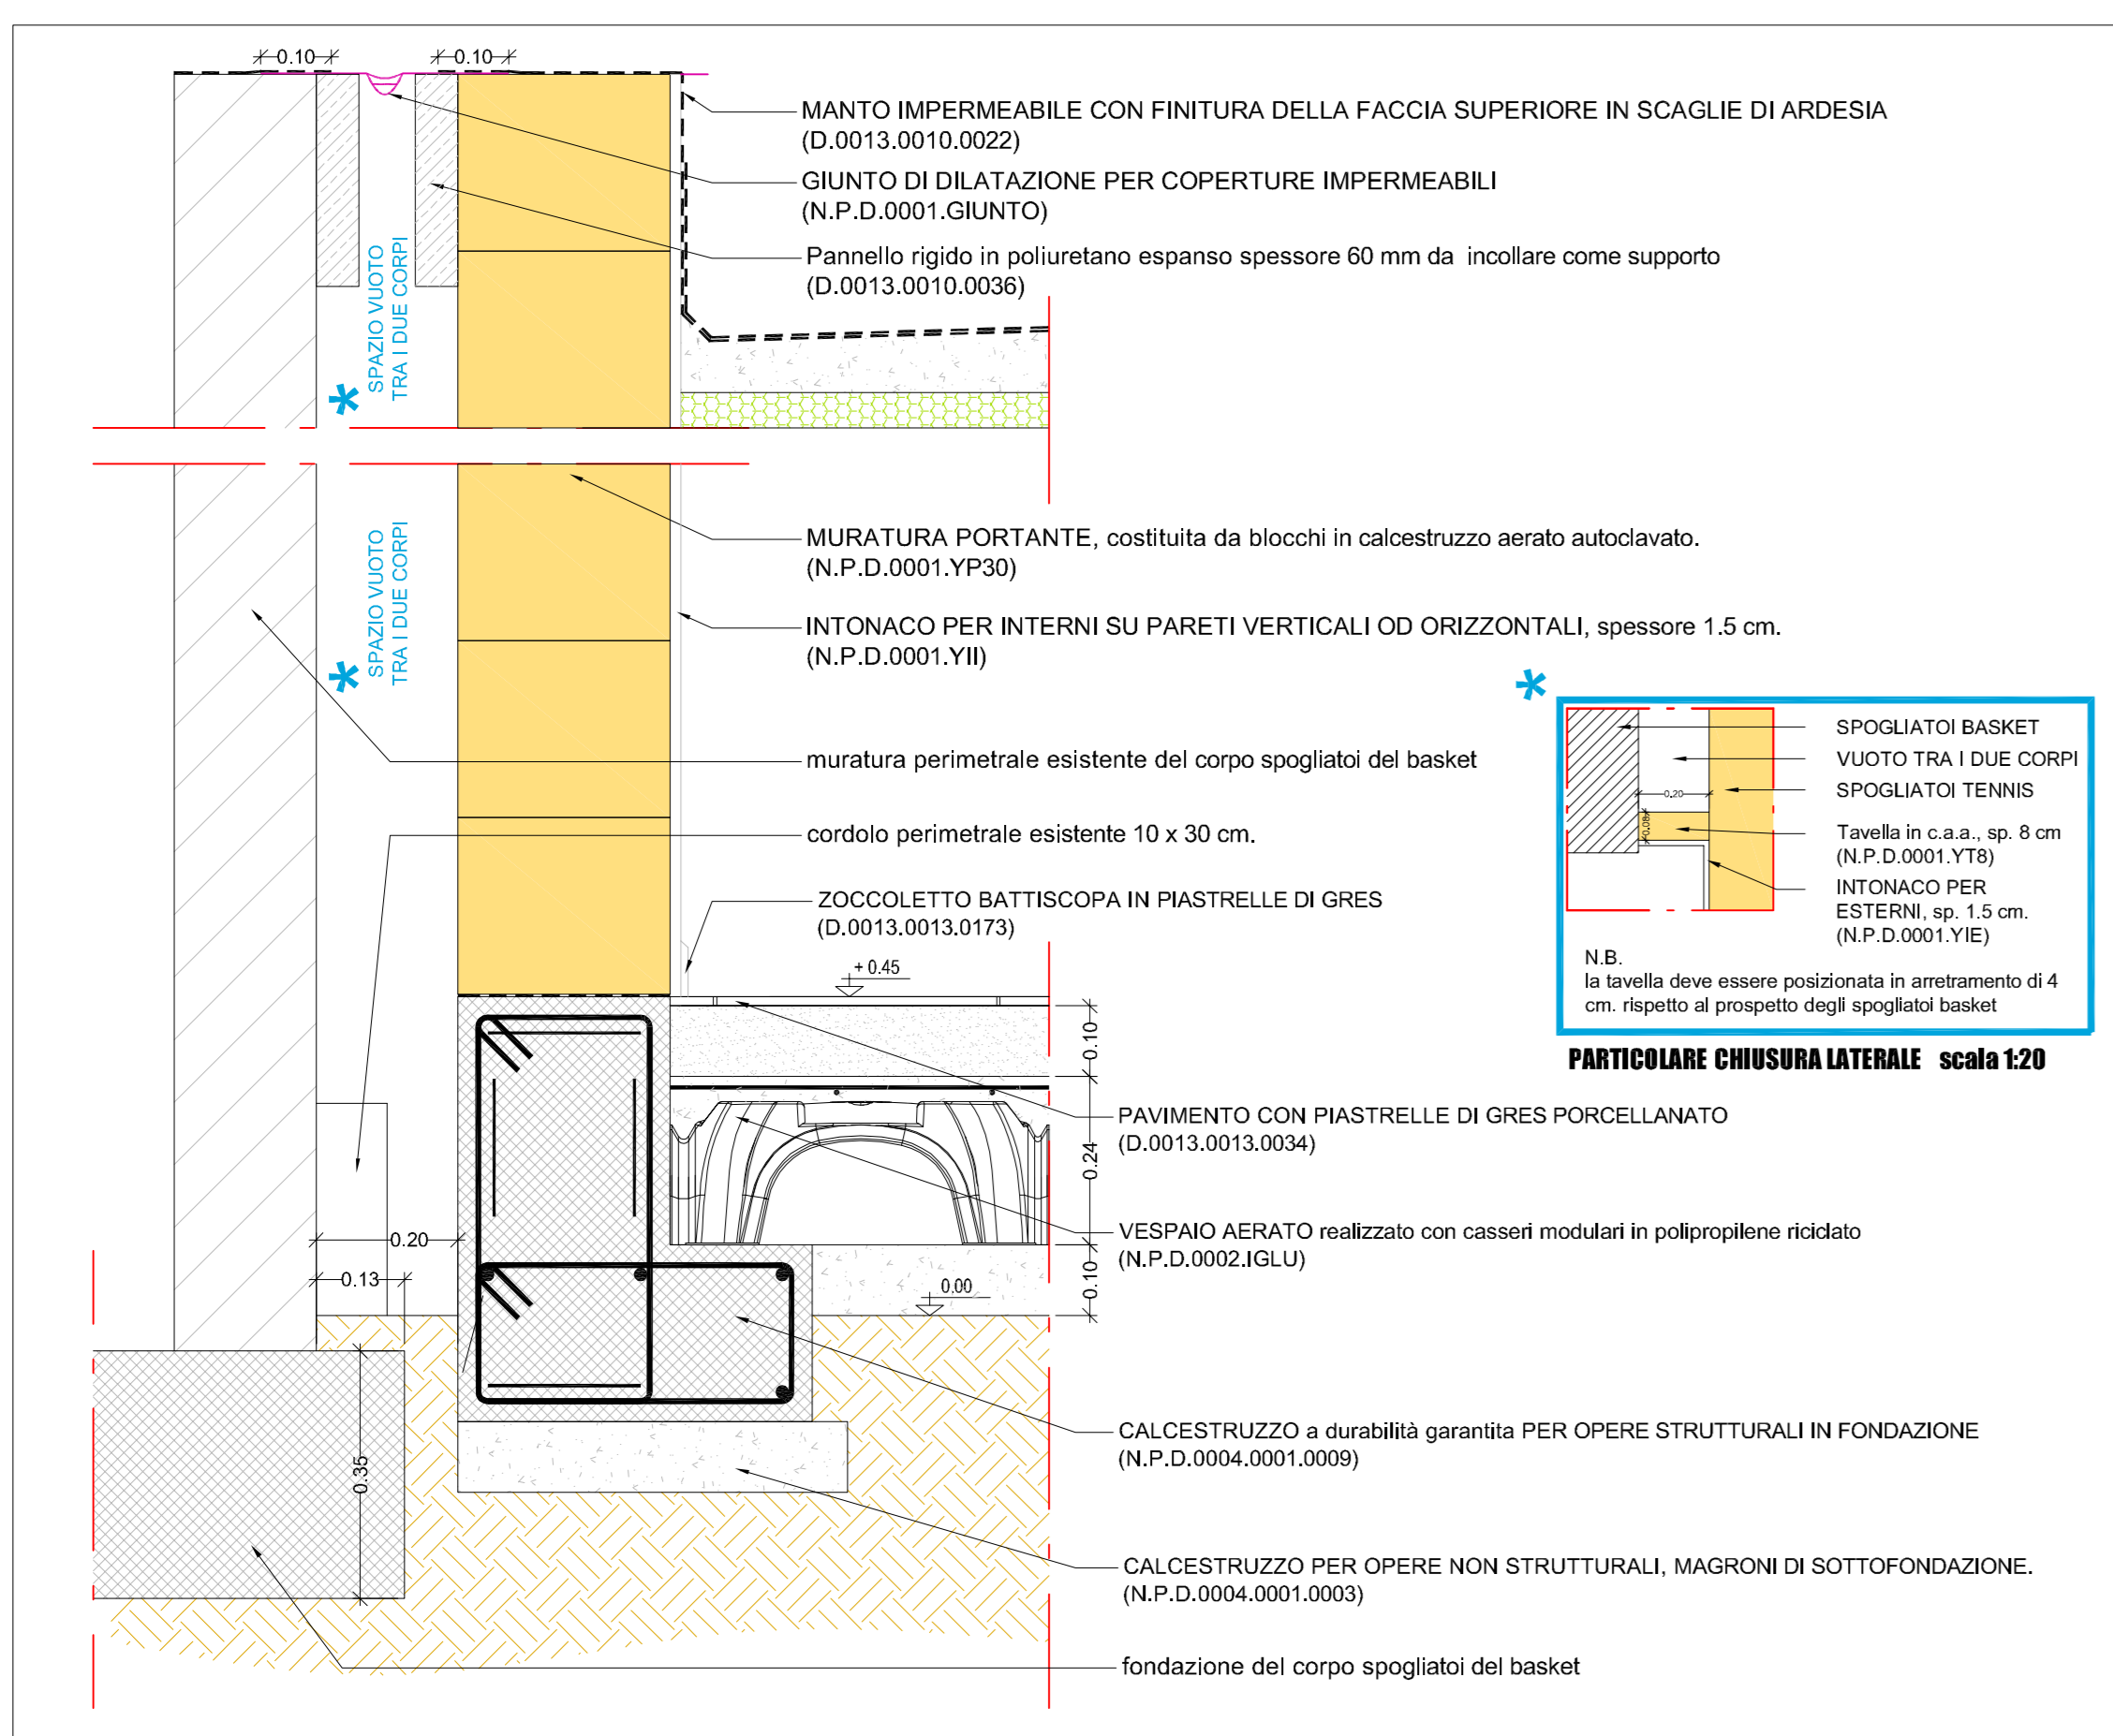 0.10
0.10
MANTO IMPERMEABILE CON FINITURA DELLA FACCIA SUPERIORE IN SCAGLIE DI ARDESIA
(D.0013.0010.0022)
GIUNTO DI DILATAZIONE PER COPERTURE IMPERMEABILI
(N.P.D.0001.GIUNTO)
Pannello rigido in poliuretano espanso spessore 60 mm da incollare come supporto
(D.0013.0010.0036)
* SPAZIO VUOTO
TRA I DUE CORPI
MURATURA PORTANTE, costituita da blocchi in calcestruzzo aerato autoclavato.
(N.P.D.0001.YP30)
* SPAZIO VUOTO
TRA I DUE CORPI
INTONACO PER INTERNI SU PARETI VERTICALI OD ORIZZONTALI, spessore 1.5 cm.
(N.P.D.0001.YII)
muratura perimetrale esistente del corpo spogliatoi del basket
cordolo perimetrale esistente 10 x 30 cm.
ZOCCOLETTO BATTISCOPA IN PIASTRELLE DI GRES
(D.0013.0013.0173)
+ 0.45
0.10
PAVIMENTO CON PIASTRELLE DI GRES PORCELLANATO
(D.0013.0013.0034)
0.24
VESPAIO AERATO realizzato con casseri modulari in polipropilene riciclato
(N.P.D.0002.IGLU)
0.20
0.13
0.00
0.10
CALCESTRUZZO a durabilità garantita PER OPERE STRUTTURALI IN FONDAZIONE
(N.P.D.0004.0001.0009)
0.35
CALCESTRUZZO PER OPERE NON STRUTTURALI, MAGRONI DI SOTTOFONDAZIONE.
(N.P.D.0004.0001.0003)
fondazione del corpo spogliatoi del basket
*
SPOGLIATOI BASKET
VUOTO TRA I DUE CORPI
SPOGLIATOI TENNIS
0.20
0.08
Tavella in c.a.a., sp. 8 cm
(N.P.D.0001.YT8)
INTONACO PER
ESTERNI, sp. 1.5 cm.
(N.P.D.0001.YIE)
N.B.
la tavella deve essere posizionata in arretramento di 4
cm. rispetto al prospetto degli spogliatoi basket
PARTICOLARE CHIUSURA LATERALE scala 1:20